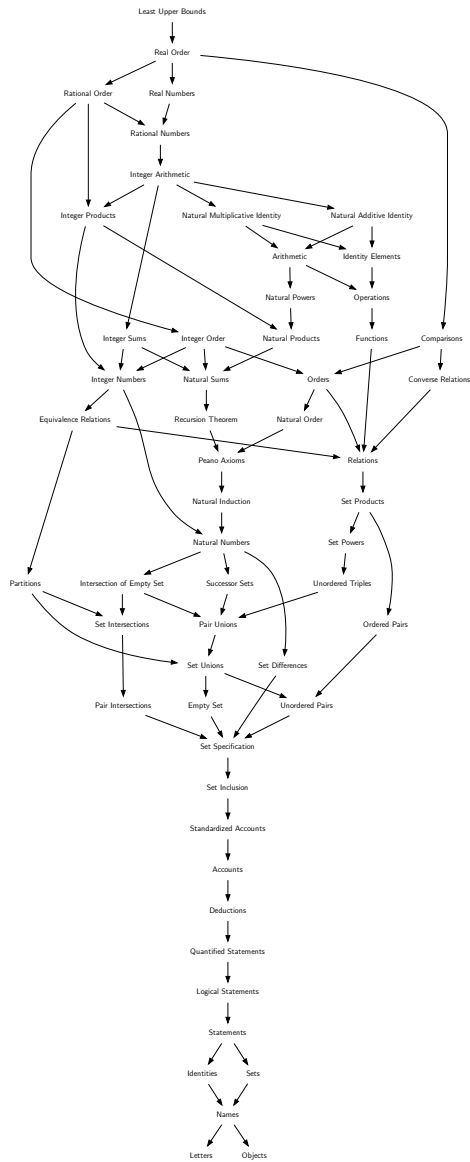 Least Upper Bounds
Real Order
Rational Order
Real Numbers
Rational Numbers
Integer Arithmetic
Integer Products
Natural Multiplicative Identity
Natural Additive Identity
Arithmetic
Identity Elements
Natural Powers
Operations
Integer Sums
Integer Order
Natural Products
Functions
Comparisons
Integer Numbers
Natural Sums
Orders
Converse Relations
Equivalence Relations
Recursion Theorem
Natural Order
Peano Axioms
Relations
Natural Induction
Set Products
Natural Numbers
Set Powers
Partitions
Intersection of Empty Set
Successor Sets
Unordered Triples
Set Intersections
Pair Unions
Ordered Pairs
Set Unions
Set Differences
Pair Intersections
Empty Set
Unordered Pairs
Set Specification
Set Inclusion
Standardized Accounts
Accounts
Deductions
Quantified Statements
Logical Statements
Statements
Identities
Sets
Names
Letters
Objects